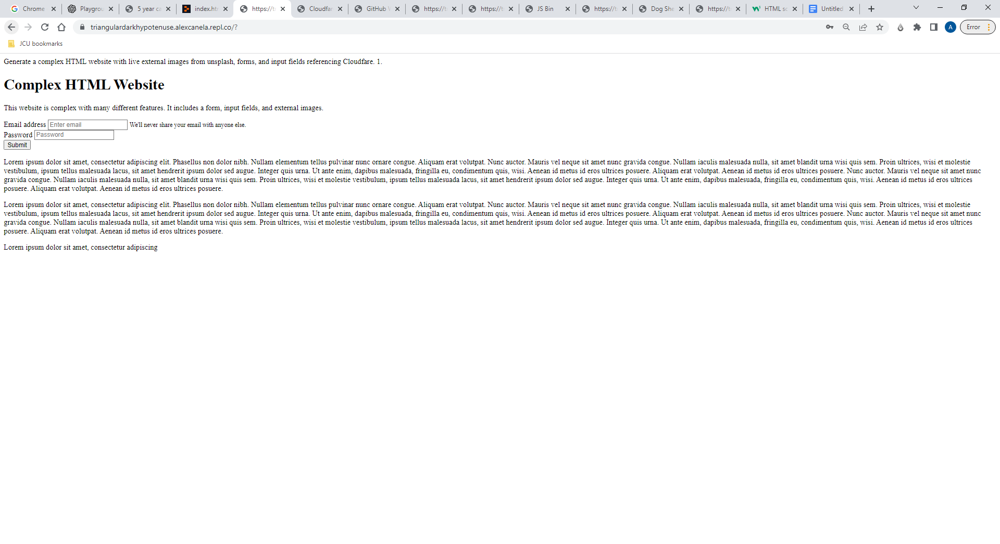 Chrome
Playgrou
5 year ca
index.htm
https://tr
Cloudfar
GitHub
https://t
https://t
JS Bin
https://t
Dog She
https://t
HTML sc
Untitled
triangulardarkhypotenuse.alexcanela.repl.co/?
A
Error
JCU bookmarks
Generate a complex HTML website with live external images from unsplash, forms, and input fields referencing Cloudfare. 1.
Complex HTML Website
This website is complex with many different features. It includes a form, input fields, and external images.
Email address Enter email We'll never share your email with anyone else.
Password Password
Submit
Lorem ipsum dolor sit amet, consectetur adipiscing elit. Phasellus non dolor nibh. Nullam elementum tellus pulvinar nunc ornare congue. Aliquam erat volutpat. Nunc auctor. Mauris vel neque sit amet nunc gravida congue. Nullam iaculis malesuada nulla, sit amet blandit urna wisi quis sem. Proin ultrices, wisi et molestie
vestibulum, ipsum tellus malesuada lacus, sit amet hendrerit ipsum dolor sed augue. Integer quis urna. Ut ante enim, dapibus malesuada, fringilla eu, condimentum quis, wisi. Aenean id metus id eros ultrices posuere. Aliquam erat volutpat. Aenean id metus id eros ultrices posuere. Nunc auctor. Mauris vel neque sit amet nunc
gravida congue. Nullam iaculis malesuada nulla, sit amet blandit urna wisi quis sem. Proin ultrices, wisi et molestie vestibulum, ipsum tellus malesuada lacus, sit amet hendrerit ipsum dolor sed augue. Integer quis urna. Ut ante enim, dapibus malesuada, fringilla eu, condimentum quis, wisi. Aenean id metus id eros ultrices
posuere. Aliquam erat volutpat. Aenean id metus id eros ultrices posuere.
Lorem ipsum dolor sit amet, consectetur adipiscing elit. Phasellus non dolor nibh. Nullam elementum tellus pulvinar nunc ornare congue. Aliquam erat volutpat. Nunc auctor. Mauris vel neque sit amet nunc gravida congue. Nullam iaculis malesuada nulla, sit amet blandit urna wisi quis sem. Proin ultrices, wisi et molestie
vestibulum, ipsum tellus malesuada lacus, sit amet hendrerit ipsum dolor sed augue. Integer quis urna. Ut ante enim, dapibus malesuada, fringilla eu, condimentum quis, wisi. Aenean id metus id eros ultrices posuere. Aliquam erat volutpat. Aenean id metus id eros ultrices posuere. Nunc auctor. Mauris vel neque sit amet nunc
gravida congue. Nullam iaculis malesuada nulla, sit amet blandit urna wisi quis sem. Proin ultrices, wisi et molestie vestibulum, ipsum tellus malesuada lacus, sit amet hendrerit ipsum dolor sed augue. Integer quis urna. Ut ante enim, dapibus malesuada, fringilla eu, condimentum quis, wisi. Aenean id metus id eros ultrices
posuere. Aliquam erat volutpat. Aenean id metus id eros ultrices posuere.
Lorem ipsum dolor sit amet, consectetur adipiscing